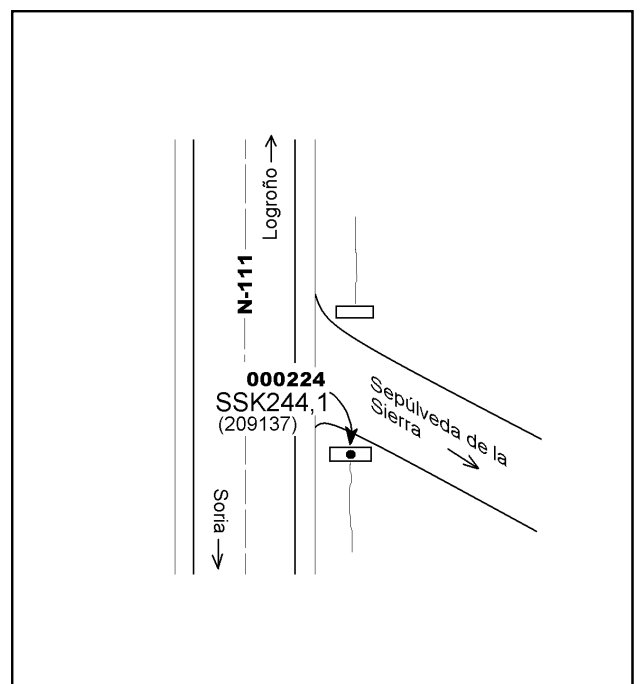 Logroño
N-111
000224
SSK244,1
(209137)
Sepúlveda de la
Sierra
Soria